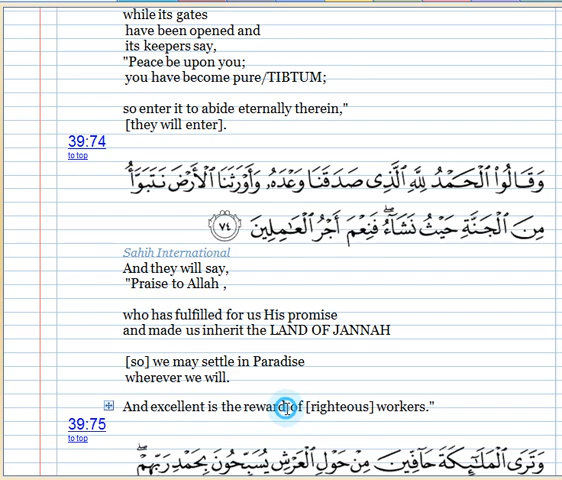 while its gates
have been opened and
its keepers say,
"Peace be upon you;
you have become pure/TIBTUM;
so enter it to abide eternally therein,"
[they will enter].
39:74
to top
وَقَالُوا۟ ٱلْحَمْدُ لِلَّهِ ٱلَّذِى صَدَقَنَا وَعْدَهُۥ وَأَوْرَثَنَا ٱلْأَرْضَ نَتَبَوَّأُ
مِنَ ٱلْجَنَّةِ حَيْثُ نَشَآءُ ۖ فَنِعْمَ أَجْرُ ٱلْعَٰمِلِينَ ٧٤
Sahih International
And they will say,
"Praise to Allah ,
who has fulfilled for us His promise
and made us inherit the LAND OF JANNAH
[so] we may settle in Paradise
wherever we will.
And excellent is the reward of [righteous] workers."
39:75
to top
وَتَرَى ٱلْمَلَٰٓئِكَةَ حَآفِّينَ مِنْ حَوْلِ ٱلْعَرْشِ يُسَبِّحُونَ بِحَمْدِ رَبِّهِمْ ۖ